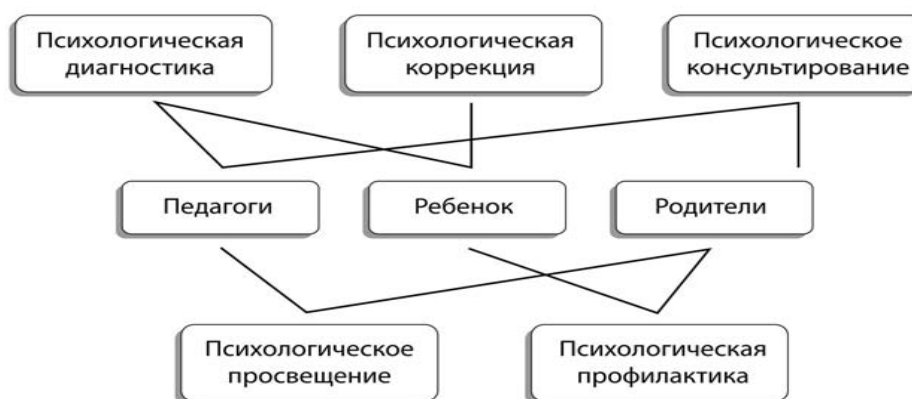 Психологическая
диагностика
Психологическая
коррекция
Психологическое
консультирование
Педагоги
Ребенок
Родители
Психологическое
просвещение
Психологическая
профилактика